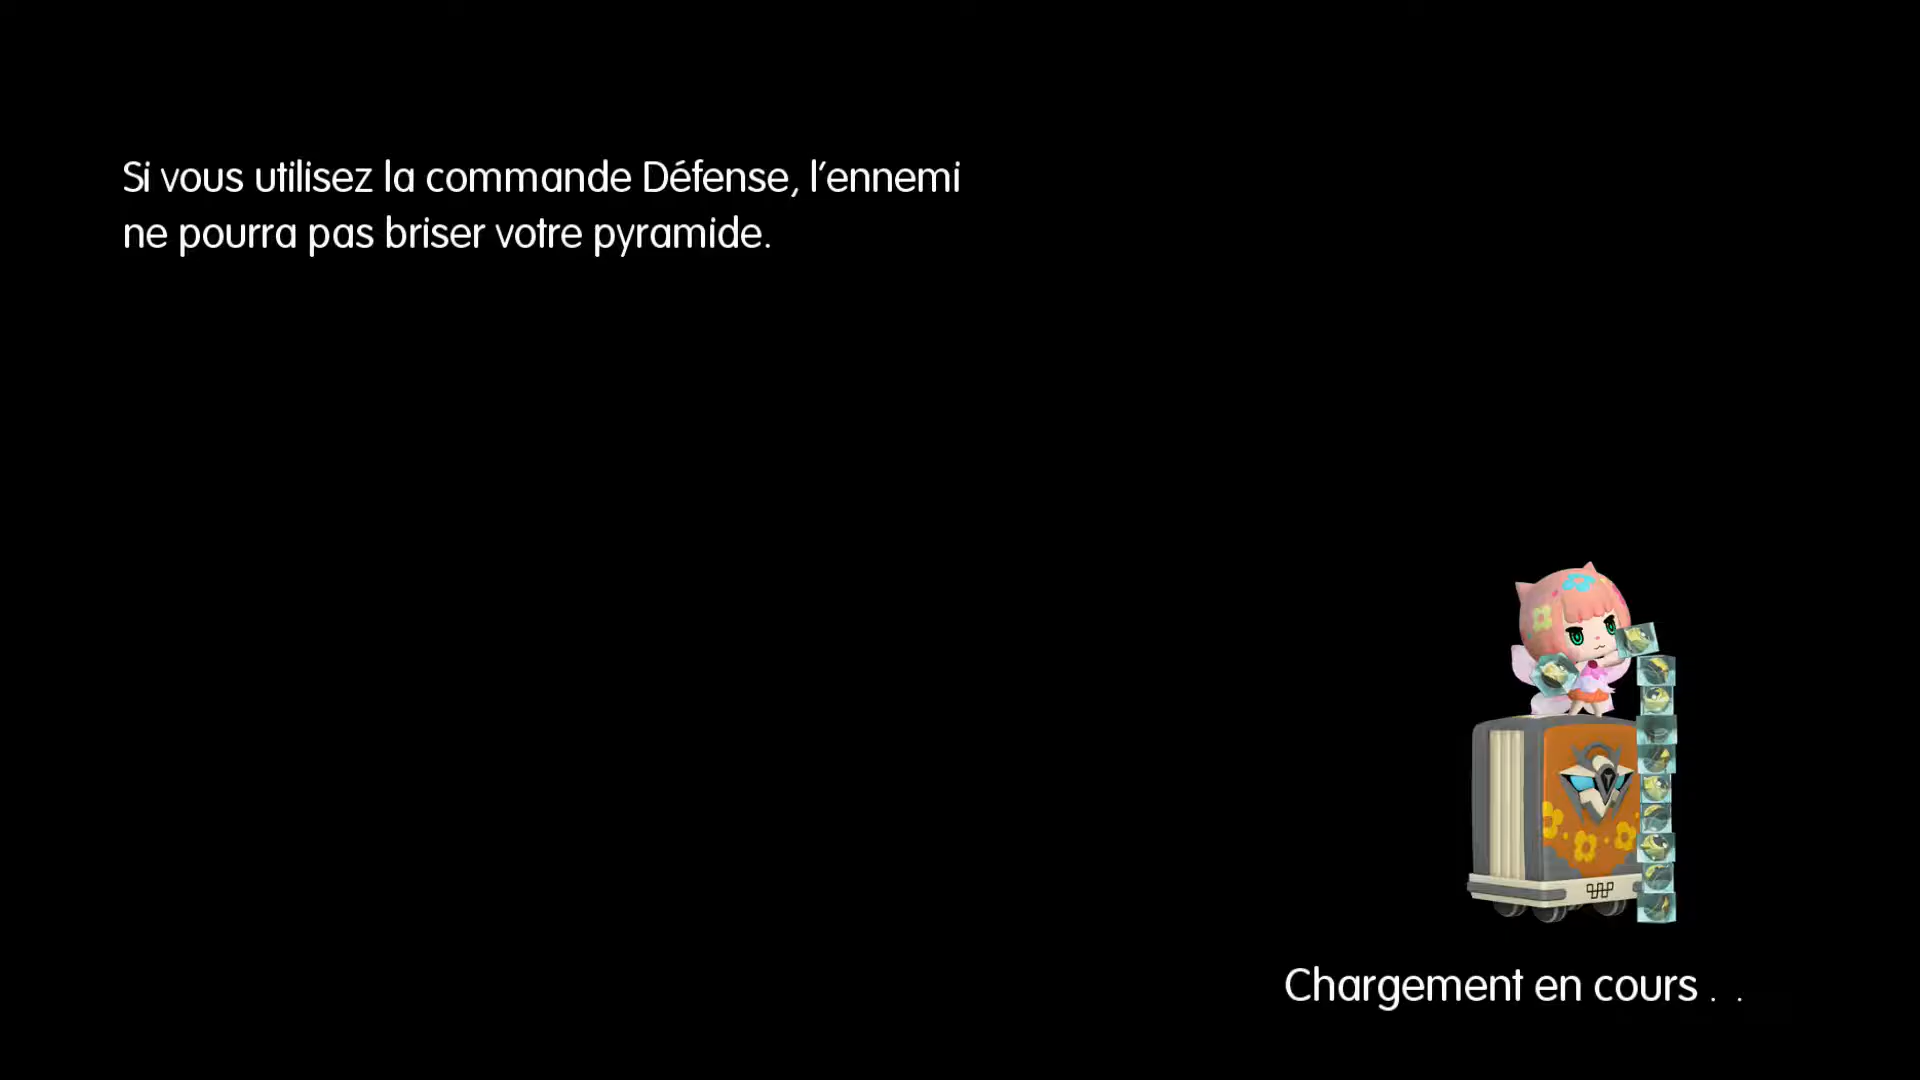 Si vous utilisez la commande Défense, l'ennemi
ne pourra pas briser votre pyramide.
Chargement en cours . .